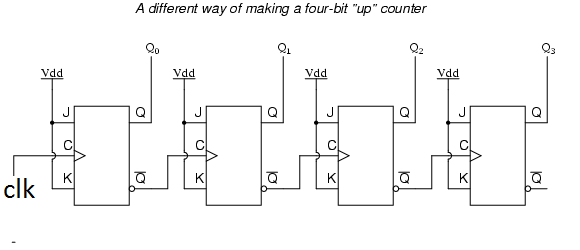 A different way of making a four-bit "up" counter
Q0 Q1 Q2 Q3
Vdd Vdd Vdd Vdd
J Q J Q J Q J Q
C C C C
K Q̅ K Q̅ K Q̅ K Q̅
clk
-